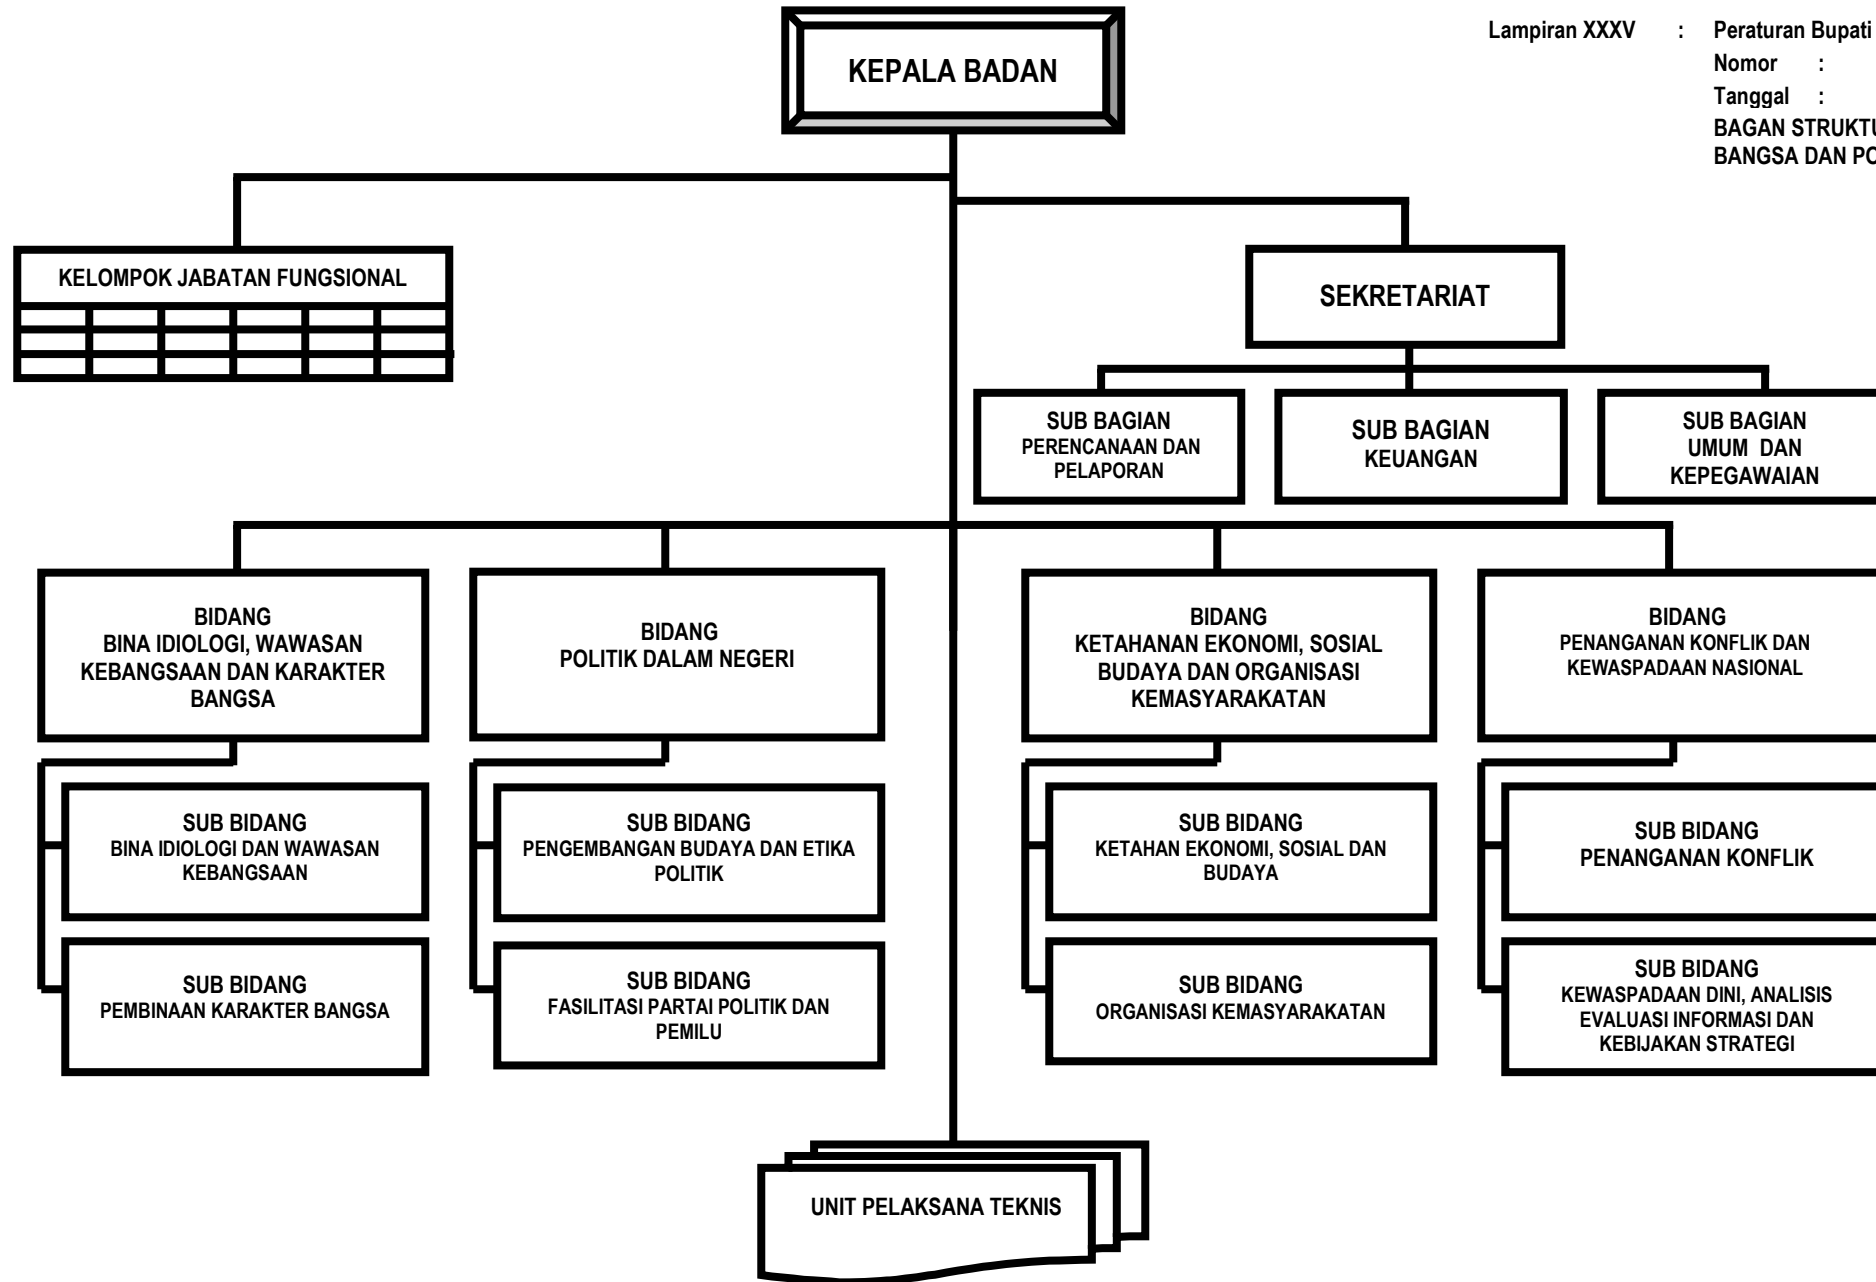 Lampiran XXXV : Peraturan Bupati
Nomor :
Tanggal :
BAGAN
BANGSA DAN
KEPALA BADAN
KELOMPOK JABATAN FUNGSIONAL
SEKRETARIAT
SUB BAGIAN
PERENCANAAN DAN
PELAPORAN
SUB BAGIAN
KEUANGAN
SUB BAGIAN
UMUM DAN
KEPEGAWAIAN
BIDANG
BINA IDIOLOGI, WAWASAN
KEBANGSAAN DAN KARAKTER
BANGSA
BIDANG
POLITIK DALAM NEGERI
BIDANG
KETAHANAN EKONOMI, SOSIAL
BUDAYA DAN ORGANISASI
KEMASYARAKATAN
BIDANG
PENANGANAN KONFLIK DAN
KEWASPADAAN NASIONAL
SUB BIDANG
BINA IDIOLOGI DAN WAWASAN
KEBANGSAAN
SUB BIDANG
PENGEMBANGAN BUDAYA DAN ETIKA
POLITIK
SUB BIDANG
KETAHAN EKONOMI, SOSIAL DAN
BUDAYA
SUB BIDANG
PENANGANAN KONFLIK
SUB BIDANG
PEMBINAAN KARAKTER BANGSA
SUB BIDANG
FASILITASI PARTAI POLITIK DAN
PEMILU
SUB BIDANG
ORGANISASI KEMASYARAKATAN
SUB BIDANG
KEWASPADAAN DINI, ANALISIS
EVALUASI INFORMASI DAN
KEBIJAKAN STRATEGI
UNIT PELAKSANA TEKNIS